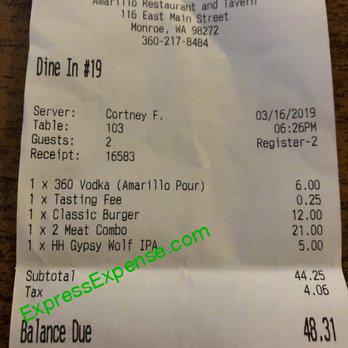 Amarillo Restaurant and Tavern
116 East Main Street
Monroe, WA 98272
360-217-8484
Dine In #19
Server: Cortney F. 03/16/2019
Table: 103 06:26PM
Guests: 2 Register-2
Receipt: 16583
1 x 360 Vodka (Amarillo Pour) 6.00
1 x Tasting Fee 0.25
1 x Classic Burger 12.00
1 x 2 Meat Combo 21.00
1 x HH Gypsy Wolf IPA 5.00
Subtotal 44.25
Tax 4.06
Balance Due 48.31
ExpressExpense.com